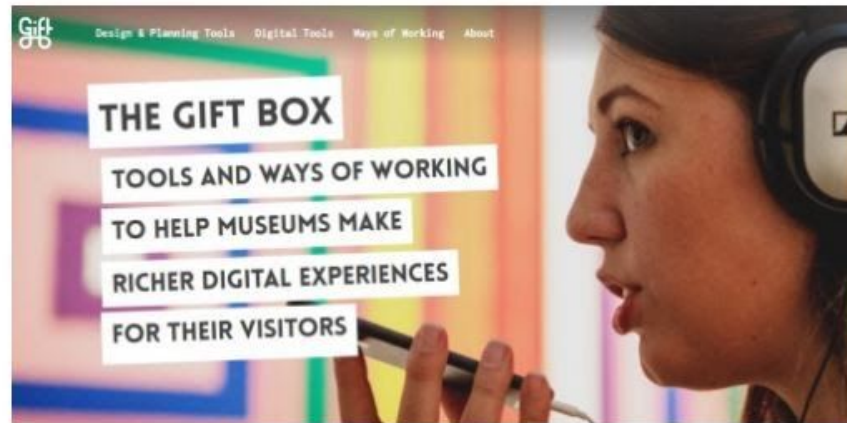 Gift
Design & Planning Tools Digital Tools Ways of Working About
THE GIFT BOX
TOOLS AND WAYS OF WORKING
TO HELP MUSEUMS MAKE
RICHER DIGITAL EXPERIENCES
FOR THEIR VISITORS